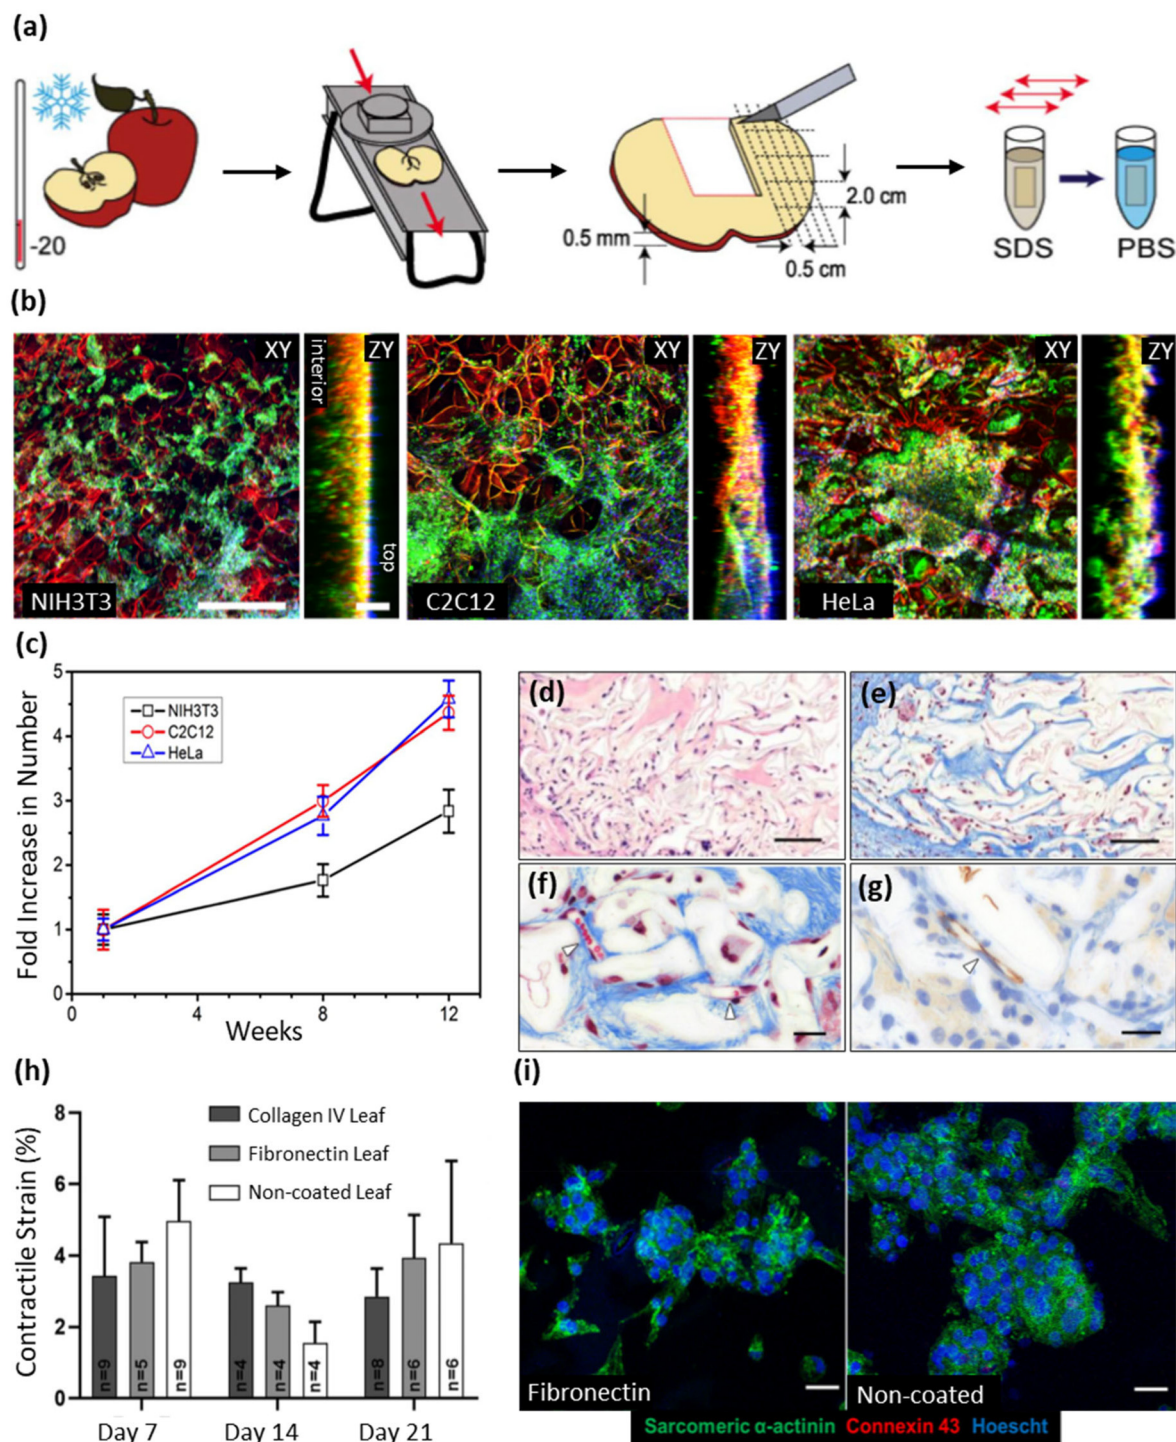 (a)
-20
0.5 mm
2.0 cm
0.5 cm
SDS
PBS
(b)
XY
interior
ZY
top
NIH3T3
XY
ZY
C2C12
XY
ZY
HeLa
(c)
Fold Increase in Number
5
4
3
2
1
0
NIH3T3
C2C12
HeLa
0
4
8
12
Weeks
(d)
(e)
(f)
(g)
(h)
Contractile Strain (%)
8
6
4
2
0
Collagen IV Leaf
Fibronectin Leaf
Non-coated Leaf
n=9
n=5
n=9
n=4
n=4
n=4
n=8
n=6
n=6
Day 7
Day 14
Day 21
(i)
Fibronectin
Non-coated
Sarcomeric α-actinin Connexin 43 Hoescht